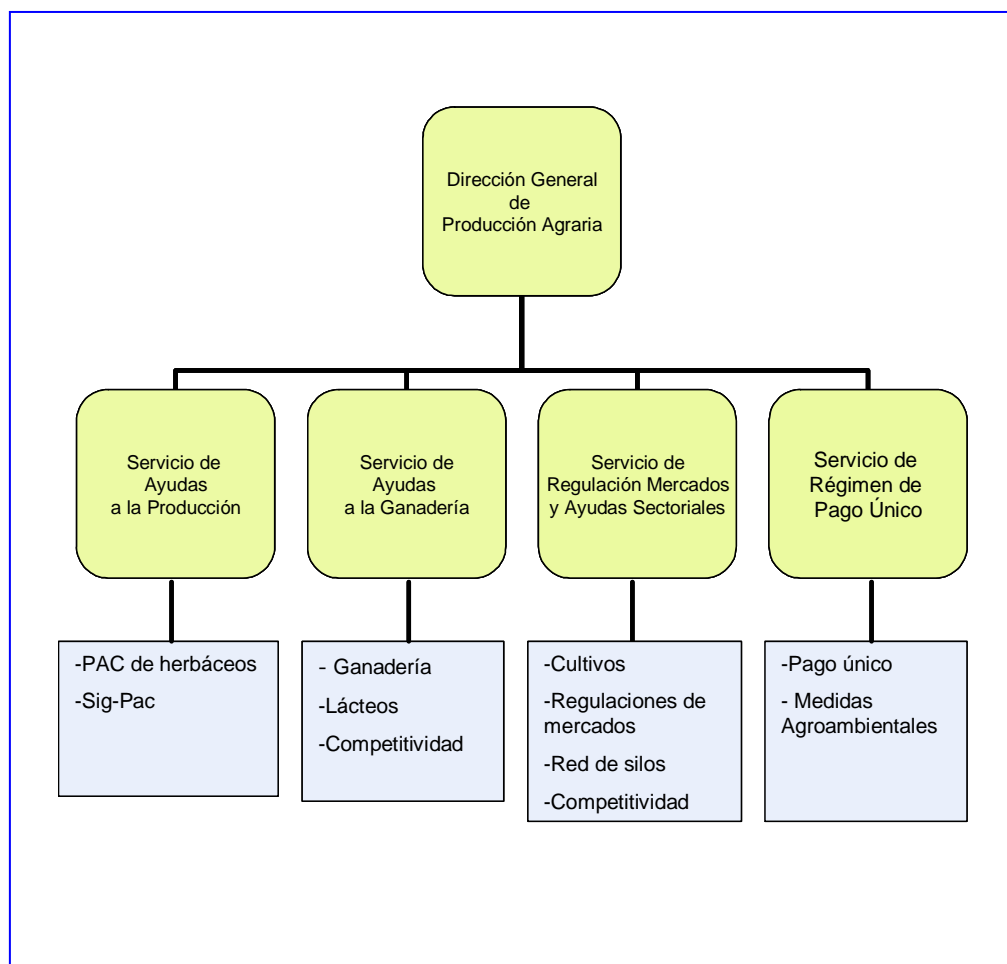 Dirección General
de
Producción Agraria
Servicio de
Ayudas
a la Producción
Servicio de
Ayudas
a la Ganadería
Servicio de
Regulación Mercados
y Ayudas Sectoriales
Servicio de
Régimen de
Pago Único
-PAC de herbáceos
-Sig-Pac
- Ganadería
-Lácteos
-Competitividad
-Cultivos
-Regulaciones de
mercados
-Red de silos
-Competitividad
-Pago único
- Medidas
Agroambientales